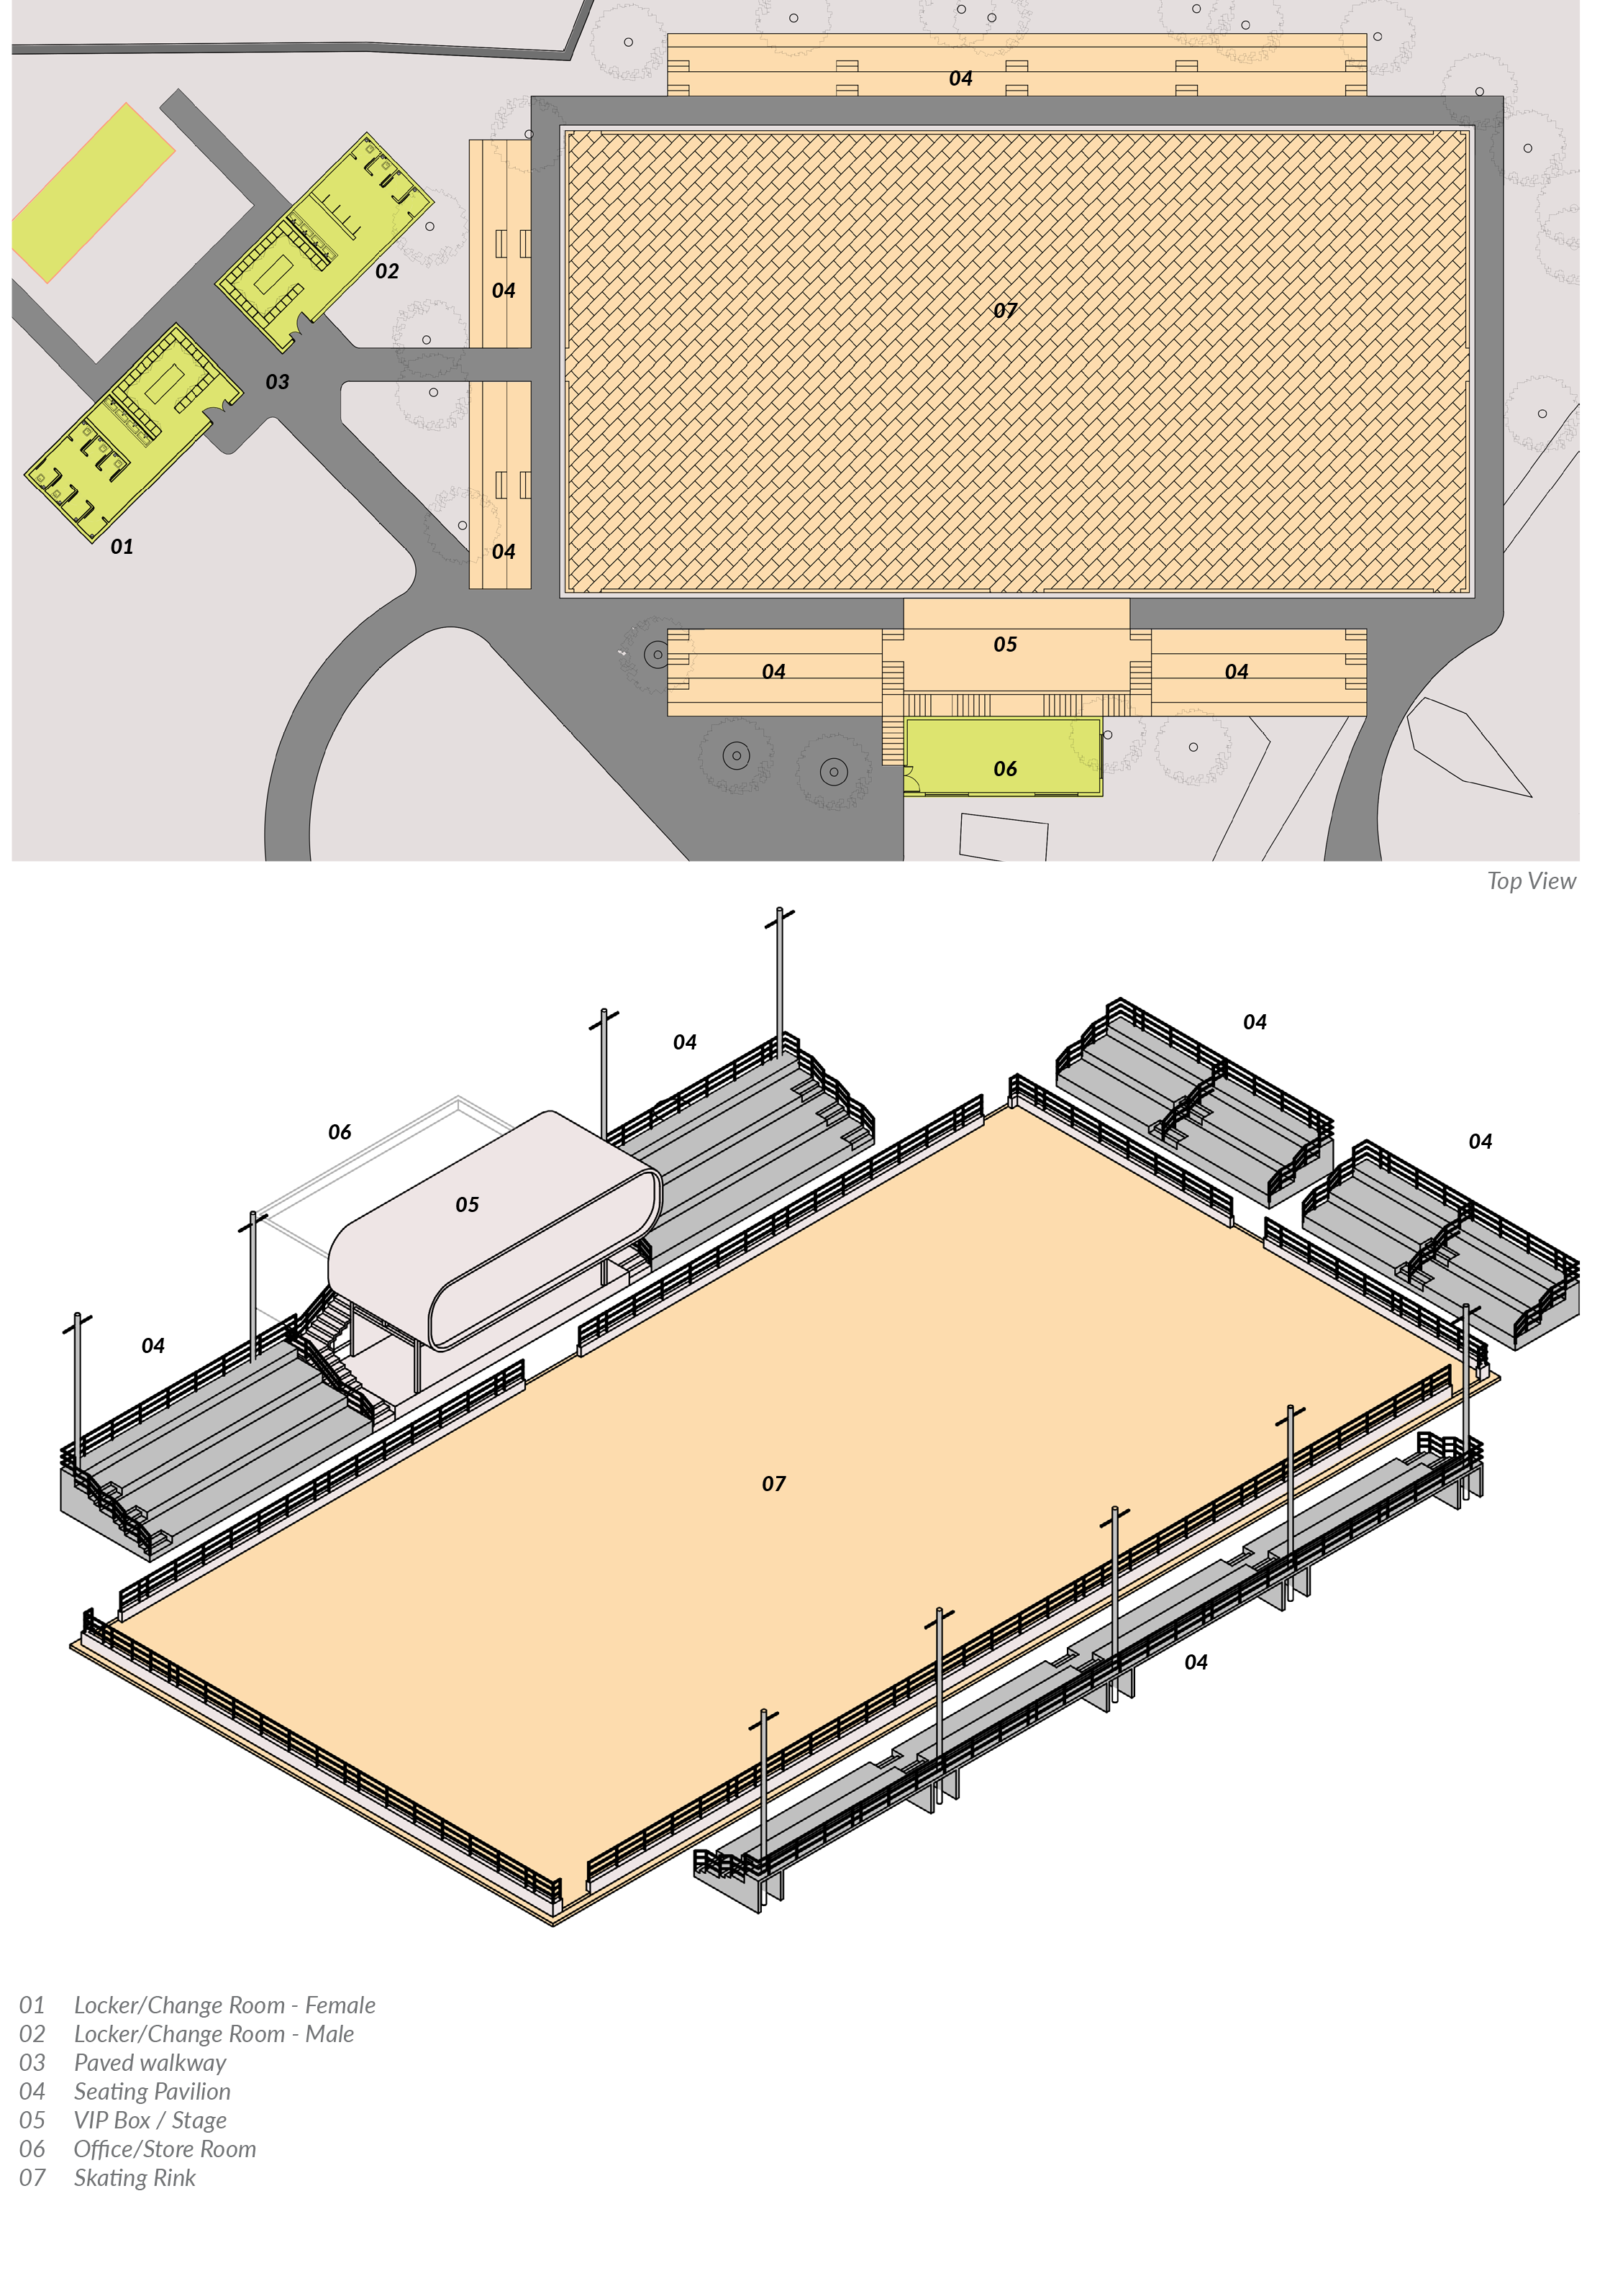 04
02
04
07
03
01
04
05
04
04
06
Top View
04
04
06
04
05
04
07
04
01 Locker/Change Room - Female
02 Locker/Change Room - Male
03 Paved walkway
04 Seating Pavilion
05 VIP Box / Stage
06 Office/Store Room
07 Skating Rink